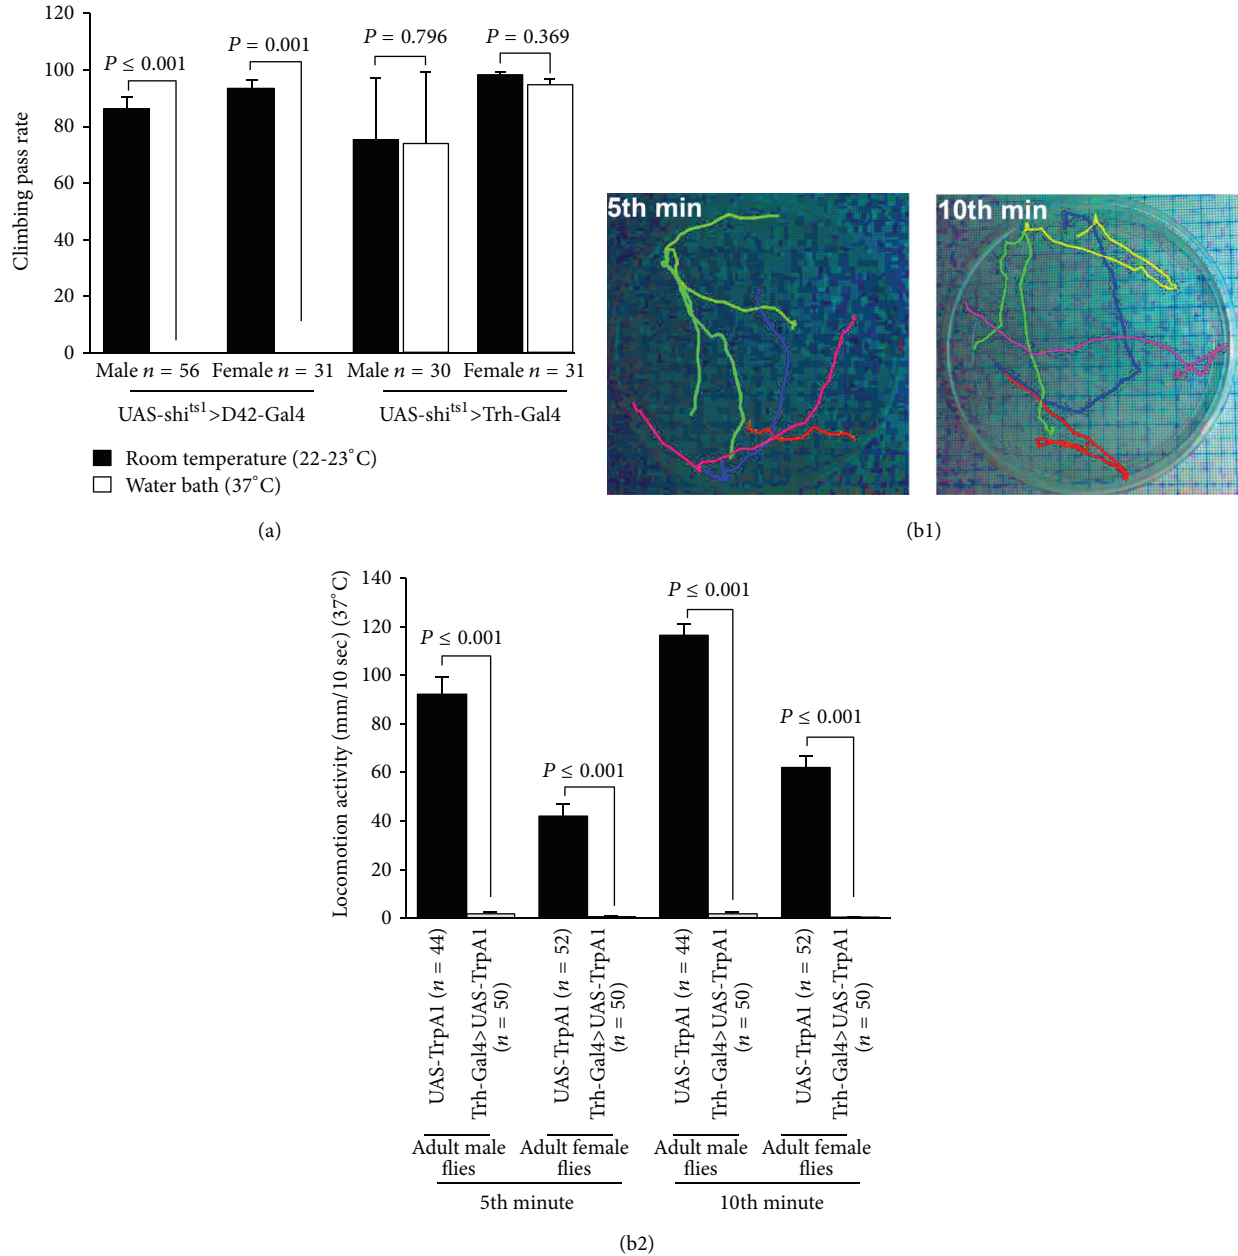 120
100
80
60
40
20
0
Climbing pass rate
P ≤ 0.001
P = 0.001
P = 0.796
P = 0.369
Male n = 56 Female n = 31 Male n = 30 Female n = 31
UAS-shi^ts1>D42-Gal4 UAS-shi^ts1>Trh-Gal4
Room temperature (22-23°C)
Water bath (37°C)
(a)
5th min
10th min
(b1)
140
120
100
80
60
40
20
0
Locomotion activity (mm/10 sec) (37°C)
P ≤ 0.001
P ≤ 0.001
P ≤ 0.001
P ≤ 0.001
UAS-TrpA1 (n = 44)
Trh-Gal4>UAS-TrpA1
(n = 50)
UAS-TrpA1 (n = 52)
Trh-Gal4>UAS-TrpA1
(n = 50)
UAS-TrpA1 (n = 44)
Trh-Gal4>UAS-TrpA1
(n = 50)
UAS-TrpA1 (n = 52)
Trh-Gal4>UAS-TrpA1
(n = 50)
Adult male
flies
Adult female
flies
Adult male
flies
Adult female
flies
5th minute
10th minute
(b2)